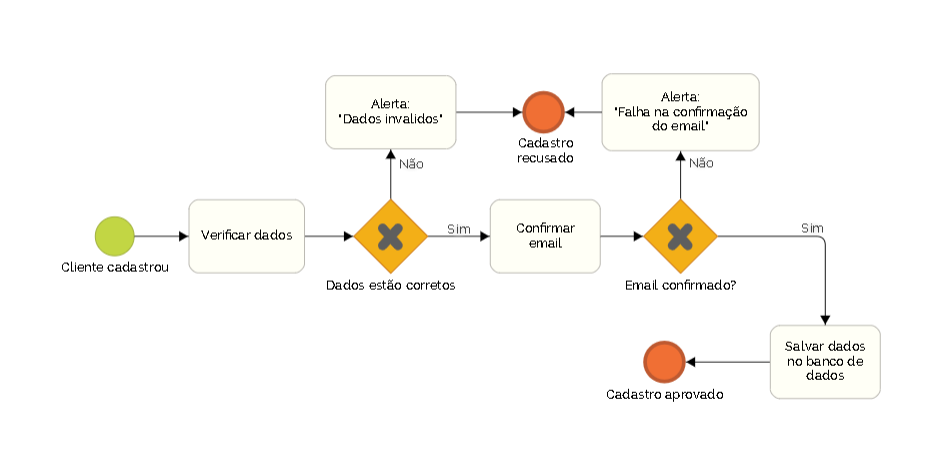 Alerta:
"Dados invalidos"
Alerta:
"Falha na confirmação
do email"
Cadastro
recusado
Não
Não
Cliente cadastrou
Verificar dados
Dados estão corretos
Sim
Confirmar
email
Email confirmado?
Sim
Salvar dados
no banco de
dados
Cadastro aprovado